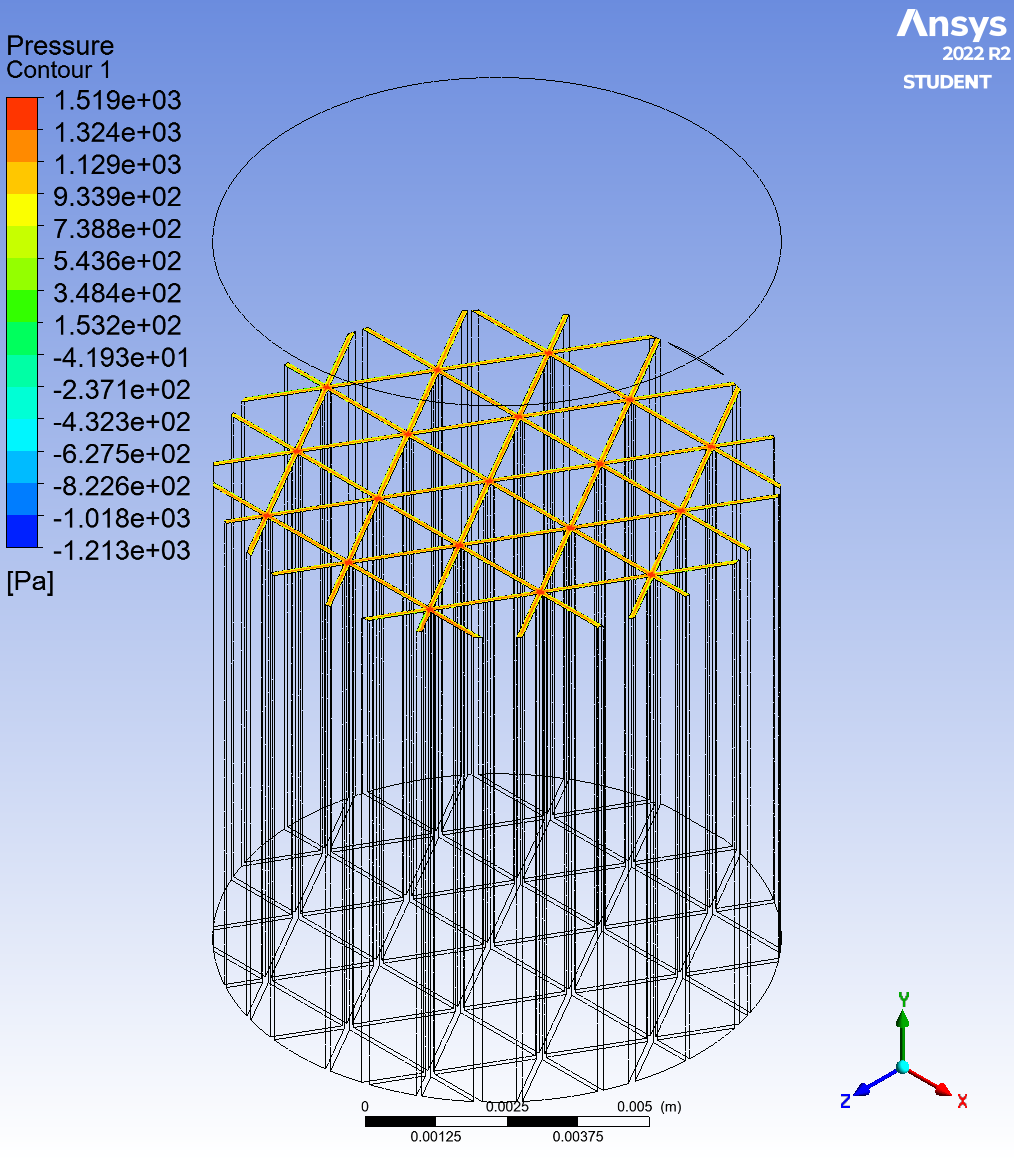 Ansys
2022 R2
STUDENT
Pressure
Contour 1
1.519e+03
1.324e+03
1.129e+03
9.339e+02
7.388e+02
5.436e+02
3.484e+02
1.532e+02
-4.193e+01
-2.371e+02
-4.323e+02
-6.275e+02
-8.226e+02
-1.018e+03
-1.213e+03
[Pa]
Y
Z
X
0 0.0025 0.005 (m)
0.00125 0.00375